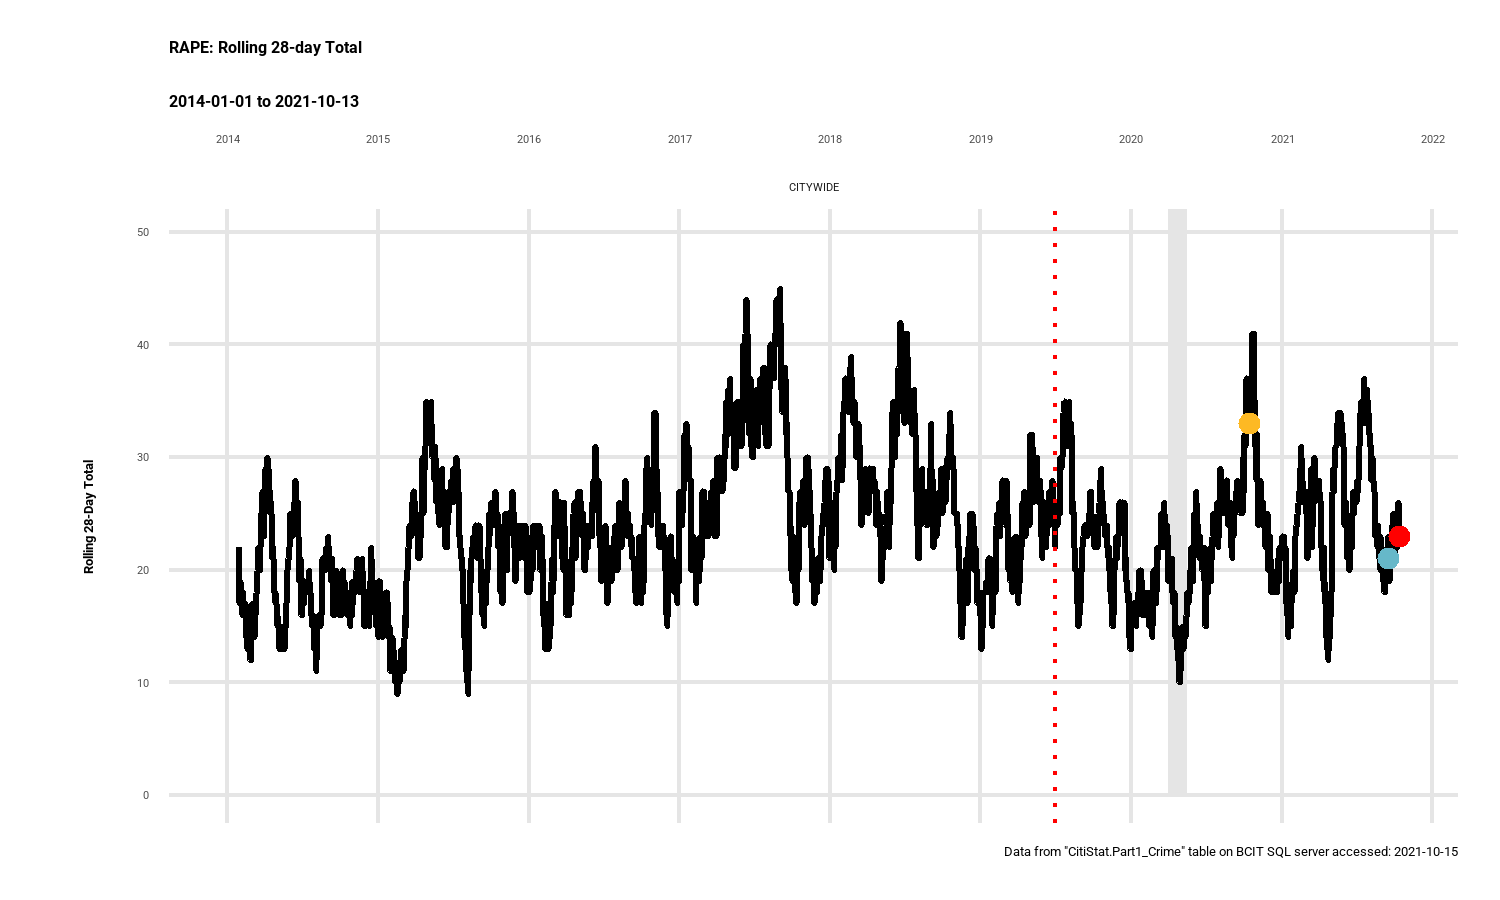 RAPE: Rolling 28-day Total
2014-01-01 to 2021-10-13
2014 2015 2016 2017 2018 2019 2020 2021 2022
CITYWIDE
50
40
30
20
10
0
Rolling 28-Day Total
Data from "CitiStat.Part1_Crime" table on BCIT SQL server accessed: 2021-10-15